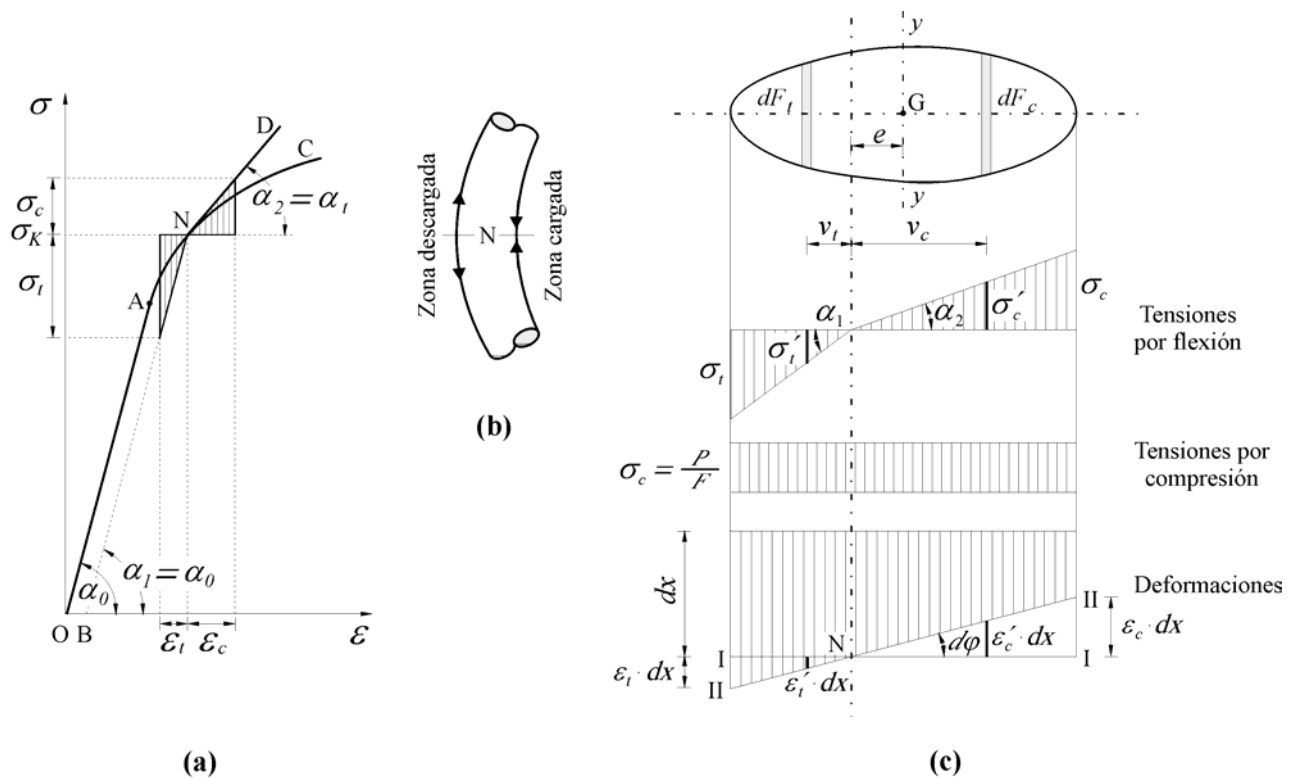 σ
D
C
σc
α2 = αt
σK
N
σt
A
α1 = α0
α0
O B
εt
εc
ε
(a)
Zona descargada
N
Zona cargada
(b)
y
dFt
G
dFc
e
y
vt
vc
σc
α1
α2
σ´c
σ´t
Tensiones
por flexión
σt
σc = P/F
Tensiones por
compresión
dx
Deformaciones
II
N
dφ
ε´c · dx
εc · dx
I
I
εt · dx
ε´t · dx
II
(c)